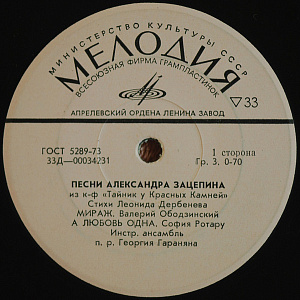 МИНИСТЕРСТВО КУЛЬТУРЫ СССР
МЕЛОДИЯ
ВСЕСОЮЗНАЯ ФИРМА ГРАМПЛАСТИНОК
▽33
АПРЕЛЕВСКИЙ ОРДЕНА ЛЕНИНА ЗАВОД
ГОСТ 5289-73
33Д—00034231
1 сторона
Гр. 3. 0-70
ПЕСНИ АЛЕКСАНДРА ЗАЦЕПИНА
из к-ф «Тайник у Красных Камней»
Стихи Леонида Дербенева
МИРАЖ. Валерий Ободзинский
А ЛЮБОВЬ ОДНА, София Ротару
Инстр. ансамбль
п. р. Георгия Гараняна